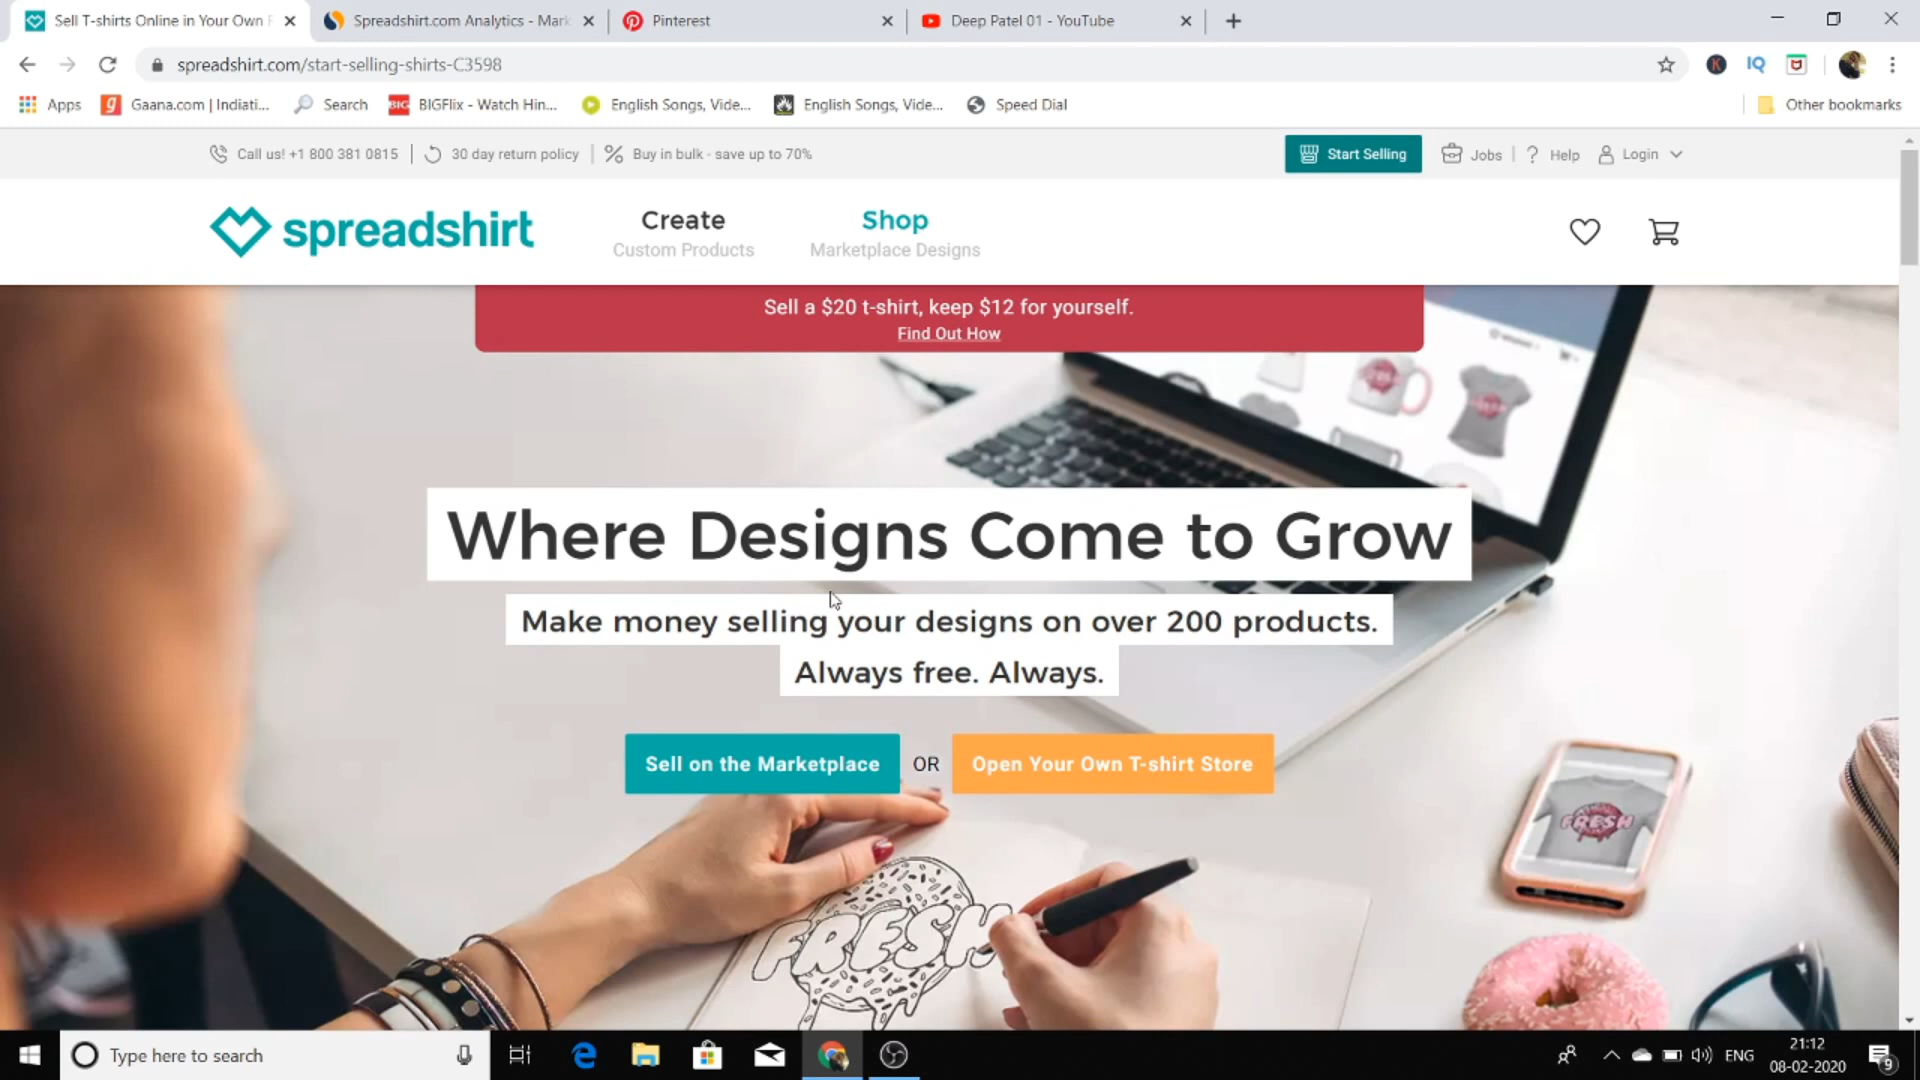 Sell T-shirts Online in Your Own F
Spreadshirt.com Analytics - Mark
Pinterest
Deep Patel 01 - YouTube
spreadshirt.com/start-selling-shirts-C3598
K
IQ
Apps
g
Gaana.com | Indiati...
Search
BIG
BIGFlix - Watch Hin...
English Songs, Vide...
English Songs, Vide...
Speed Dial
Other bookmarks
Call us! +1 800 381 0815
30 day return policy
Buy in bulk - save up to 70%
Start Selling
Jobs
Help
Login
spreadshirt
Create
Custom Products
Shop
Marketplace Designs
Sell a $20 t-shirt, keep $12 for yourself.
Find Out How
Where Designs Come to Grow
Make money selling your designs on over 200 products.
Always free. Always.
Sell on the Marketplace
OR
Open Your Own T-shirt Store
FRESH
FRESH
Type here to search
ENG
21:12
08-02-2020
9